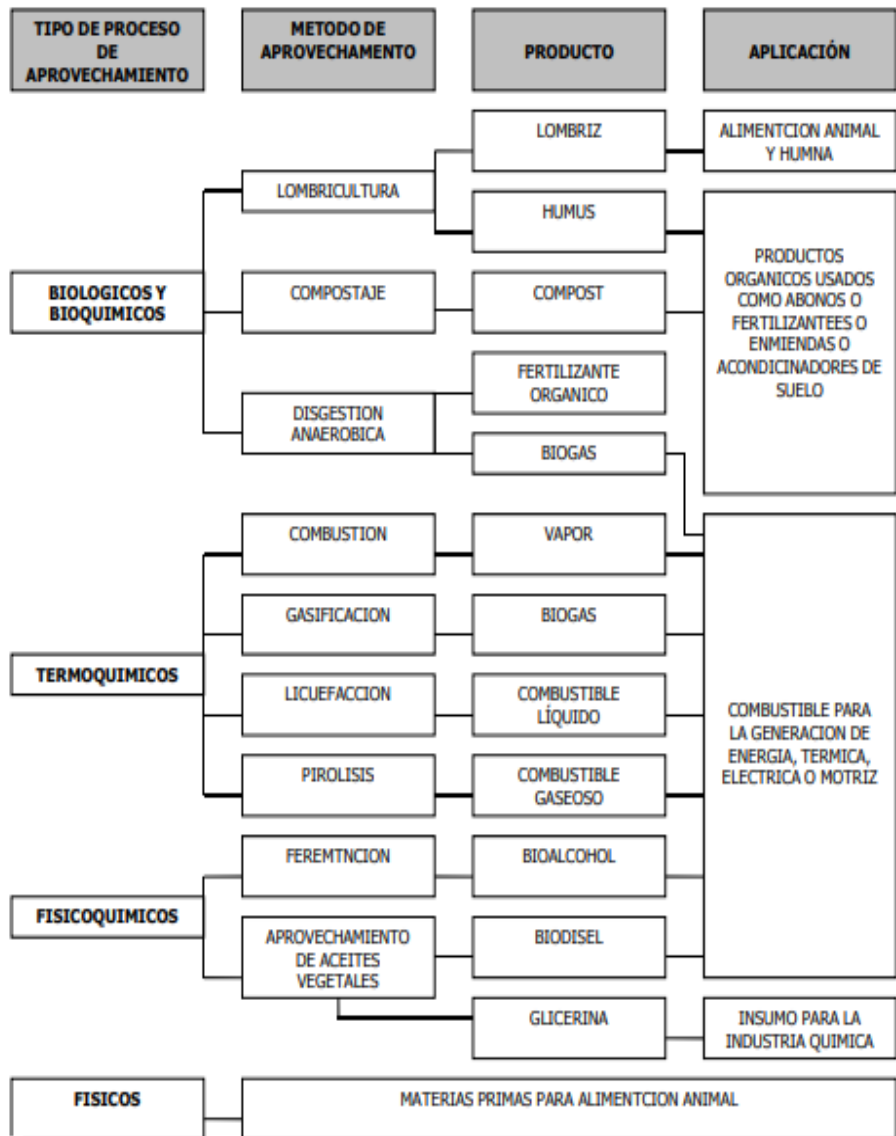 TIPO DE PROCESO
DE
APROVECHAMIENTO
METODO DE
APROVECHAMENTO
PRODUCTO
APLICACIÓN
LOMBRICULTURA
LOMBRIZ
ALIMENTCION ANIMAL
Y HUMNA
HUMUS
BIOLOGICOS Y
BIOQUIMICOS
COMPOSTAJE
COMPOST
PRODUCTOS
ORGANICOS USADOS
COMO ABONOS O
FERTILIZANTEES O
ENMIENDAS O
ACONDICINADORES DE
SUELO
DISGESTION
ANAEROBICA
FERTILIZANTE
ORGANICO
BIOGAS
TERMOQUIMICOS
COMBUSTION
VAPOR
GASIFICACION
BIOGAS
LICUEFACCION
COMBUSTIBLE
LÍQUIDO
PIROLISIS
COMBUSTIBLE
GASEOSO
COMBUSTIBLE PARA
LA GENERACION DE
ENERGIA, TERMICA,
ELECTRICA O MOTRIZ
FISICOQUIMICOS
FEREMTNCION
BIOALCOHOL
APROVECHAMIENTO
DE ACEITES
VEGETALES
BIODISEL
GLICERINA
INSUMO PARA LA
INDUSTRIA QUIMICA
FISICOS
MATERIAS PRIMAS PARA ALIMENTCION ANIMAL